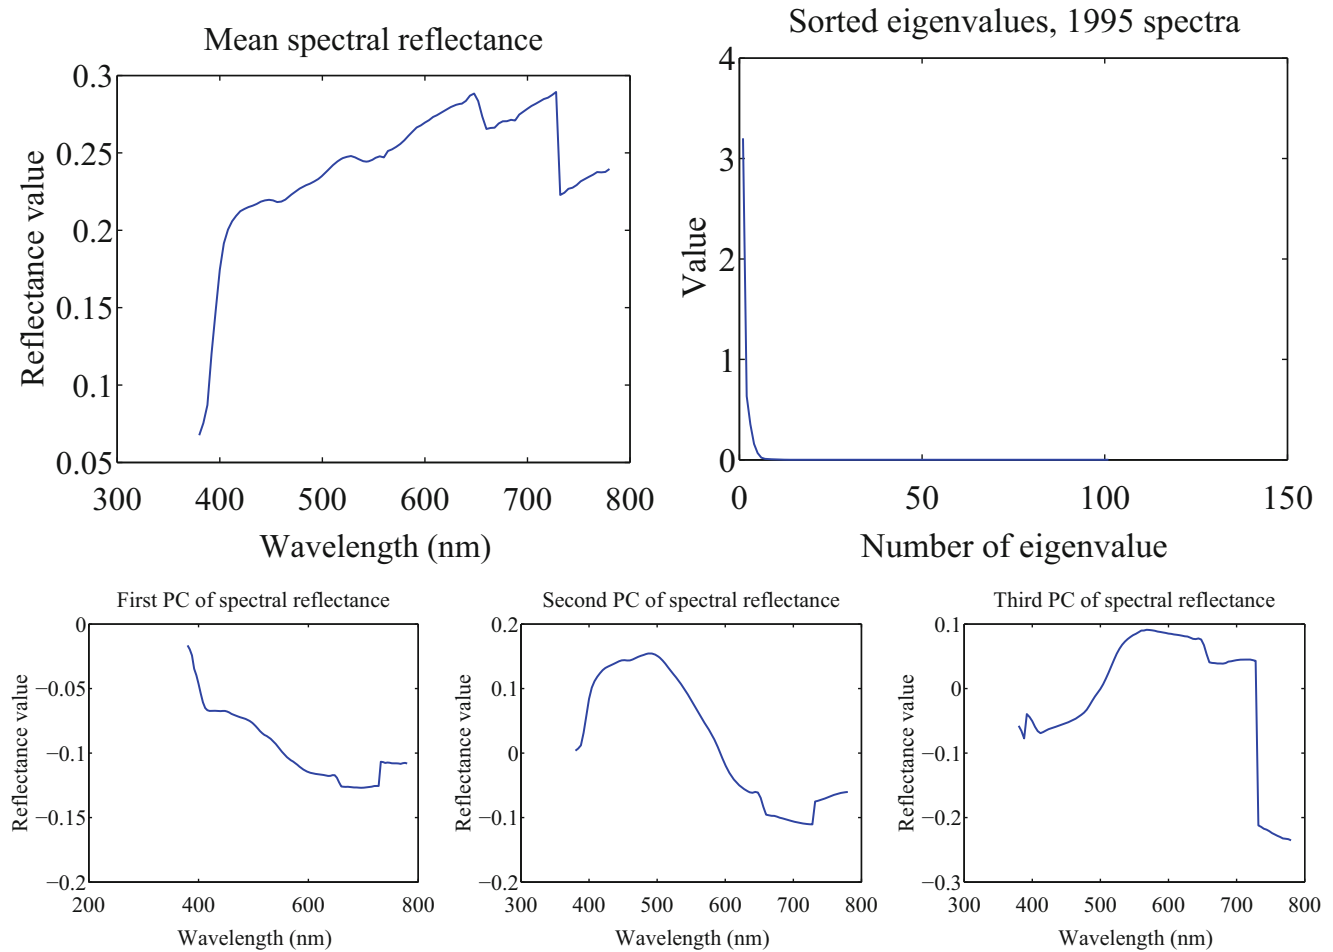 Mean spectral reflectance
0.3
0.25
0.2
0.15
0.1
0.05
300 400 500 600 700 800
Reflectance value
Wavelength (nm)
Sorted eigenvalues, 1995 spectra
4
3
2
1
0
0 50 100 150
Value
Number of eigenvalue
First PC of spectral reflectance
0
−0.05
−0.1
−0.15
−0.2
200 400 600 800
Reflectance value
Wavelength (nm)
Second PC of spectral reflectance
0.2
0.1
0
−0.1
−0.2
300 400 500 600 700 800
Reflectance value
Wavelength (nm)
Third PC of spectral reflectance
0.1
0
−0.1
−0.2
−0.3
300 400 500 600 700 800
Reflectance value
Wavelength (nm)